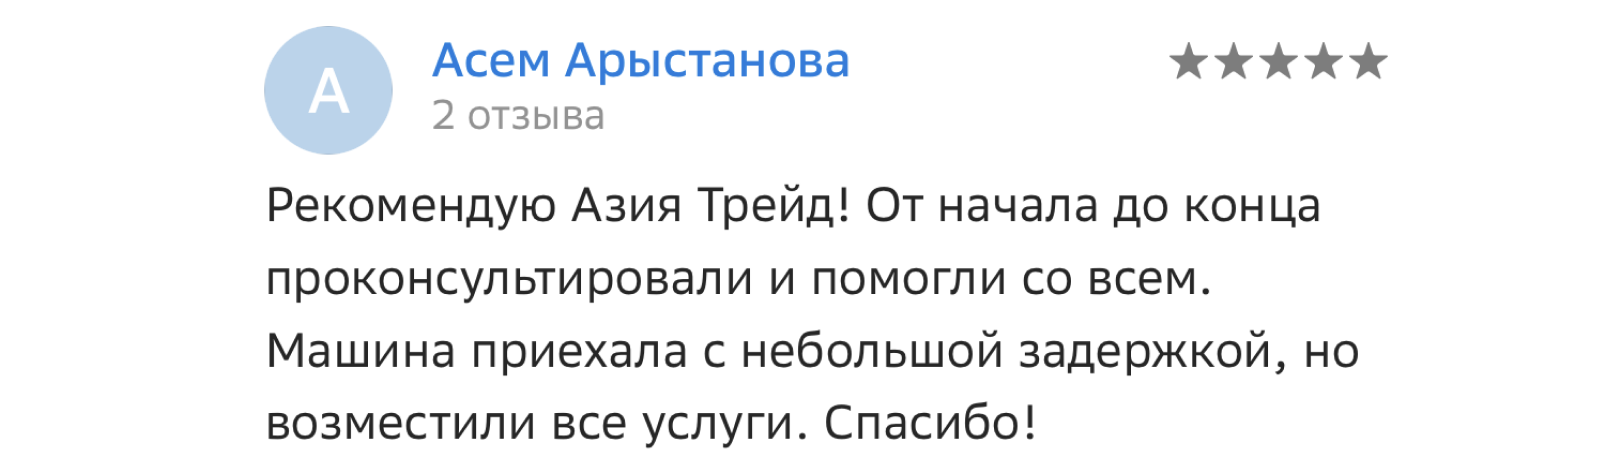 А
Асем Арыстанова
2 отзыва
Рекомендую Азия Трейд! От начала до конца
проконсультировали и помогли со всем.
Машина приехала с небольшой задержкой, но
возместили все услуги. Спасибо!